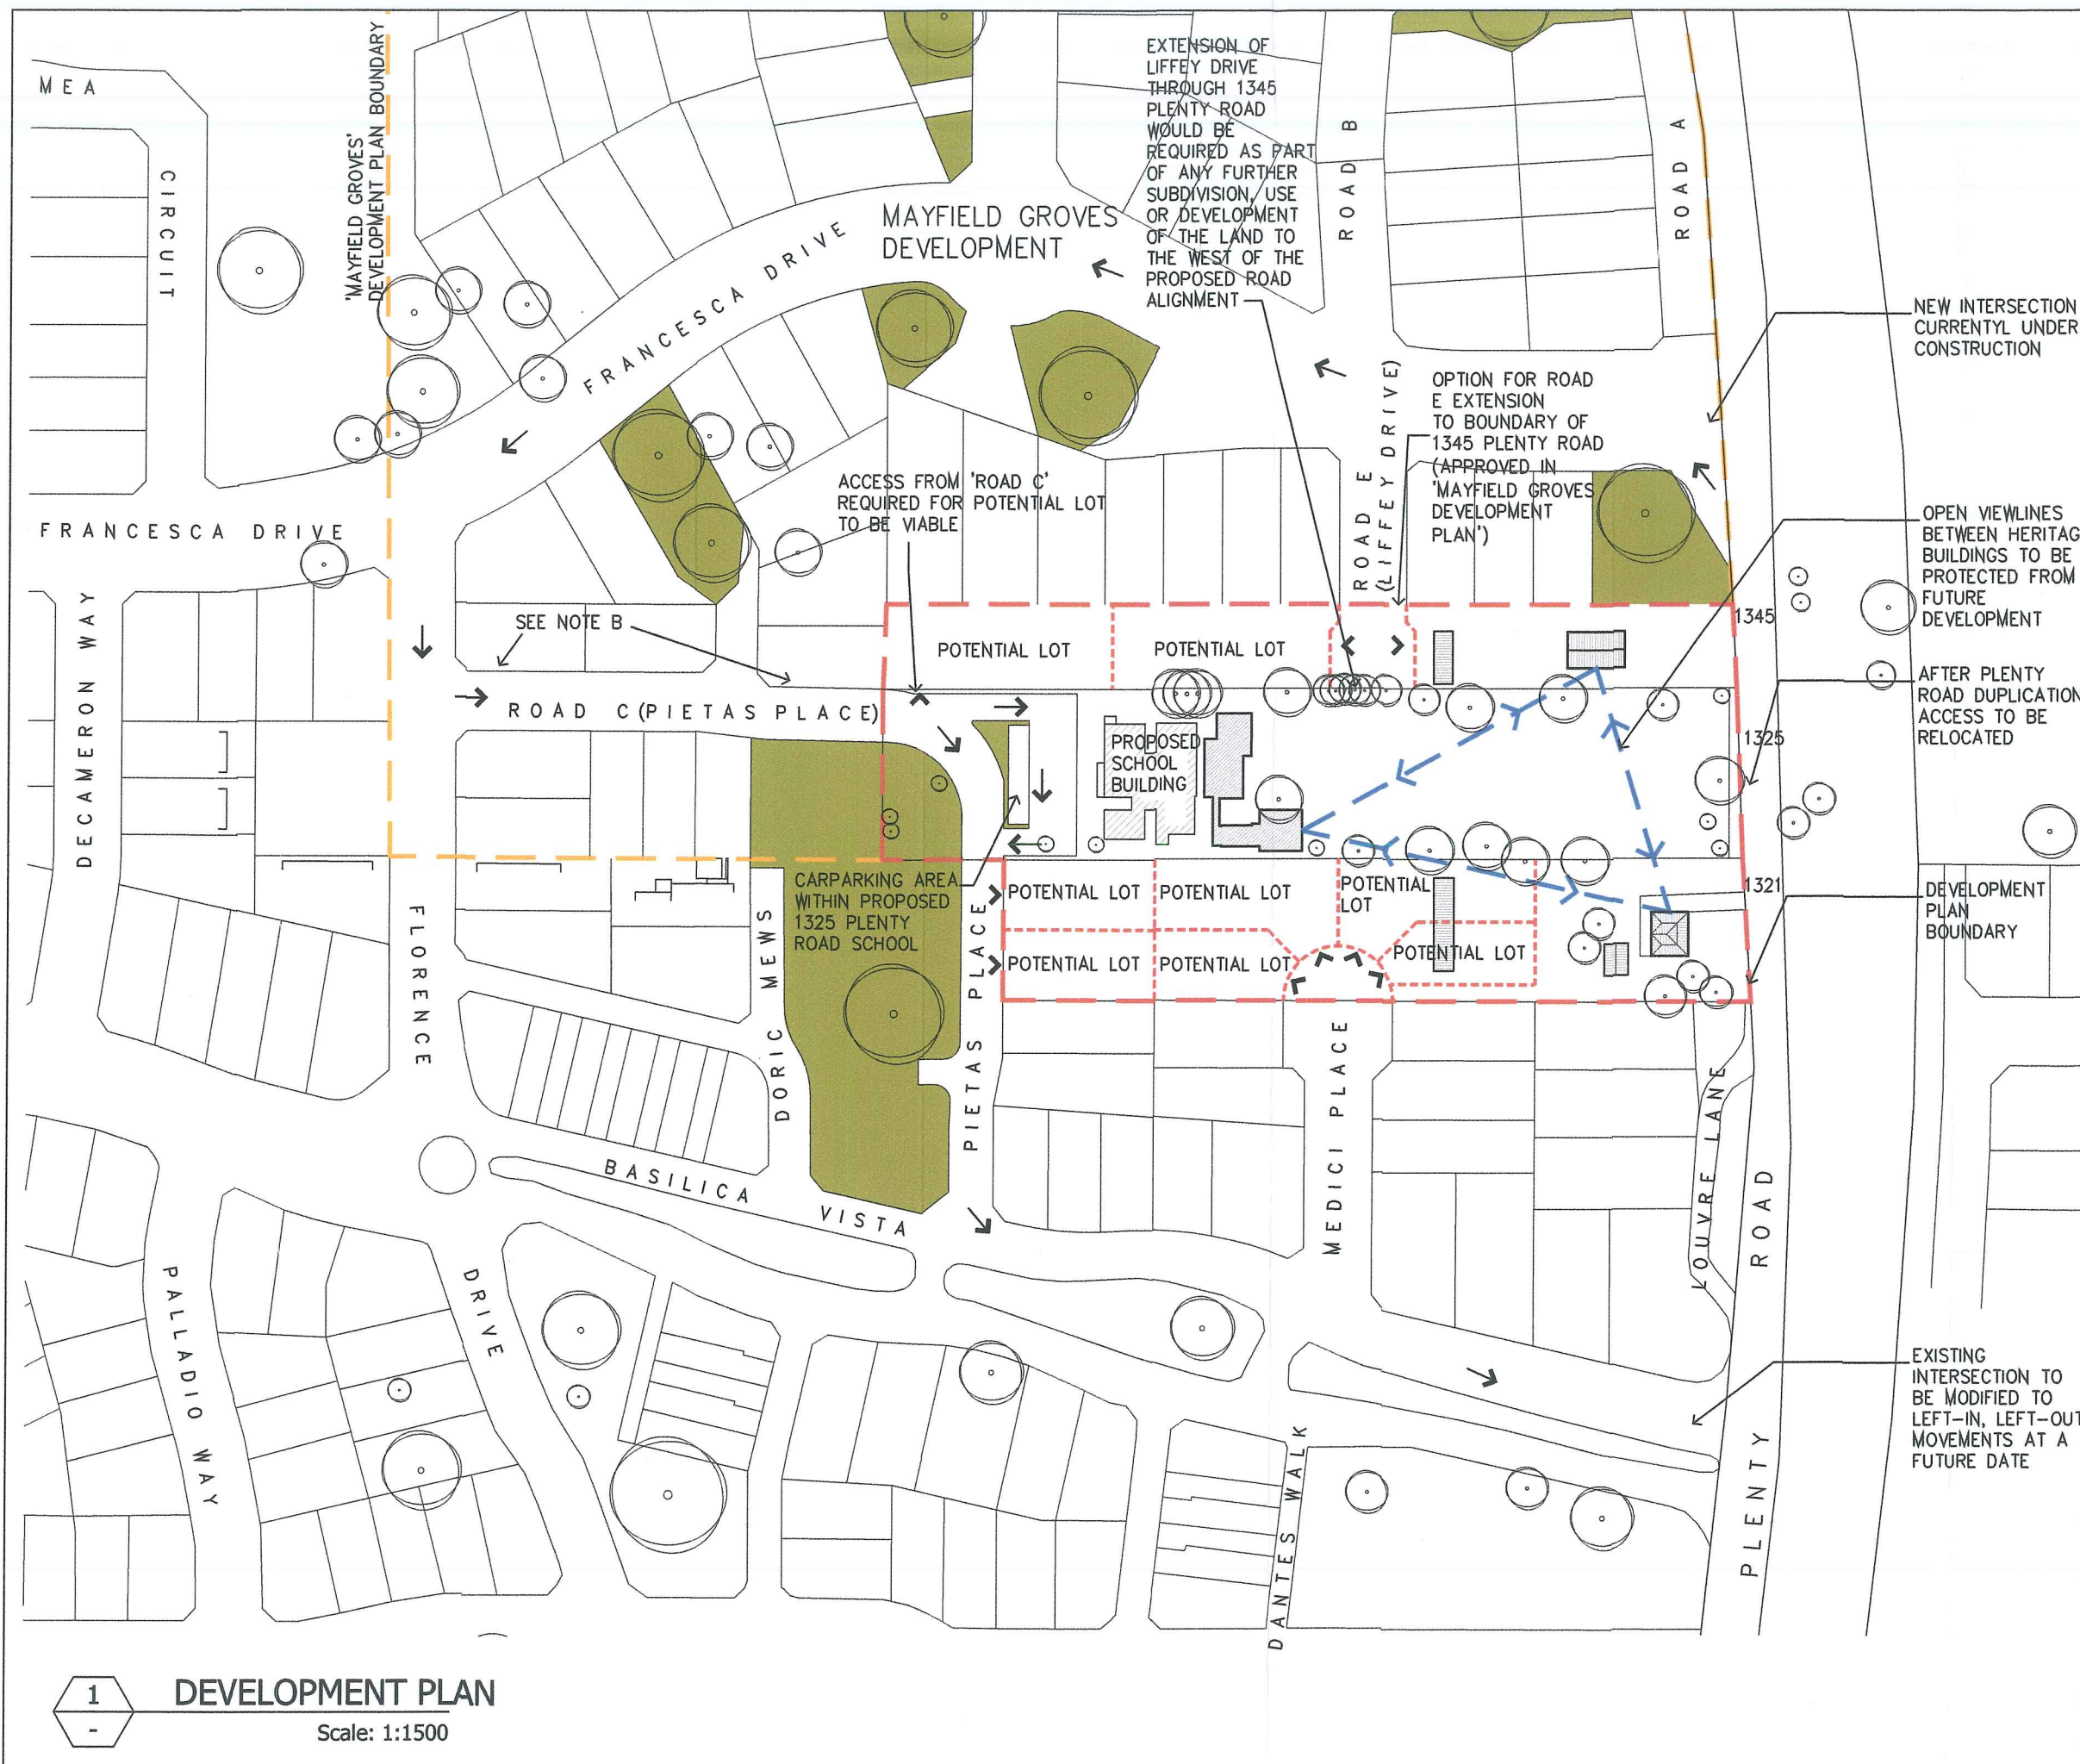 MEA
CIRCUIT
'MAYFIELD GROVES'
DEVELOPMENT PLAN BOUNDARY
EXTENSION OF
LIFFEY DRIVE
THROUGH 1345
PLENTY ROAD
WOULD BE
REQUIRED AS PART
OF ANY FURTHER
SUBDIVISION, USE
OR DEVELOPMENT
OF THE LAND TO
THE WEST OF THE
PROPOSED ROAD
ALIGNMENT
ROAD B
ROAD A
MAYFIELD GROVES
DEVELOPMENT
FRANCESCA DRIVE
NEW INTERSECTION
CURRENTYL UNDER
CONSTRUCTION
OPTION FOR ROAD
E EXTENSION
TO BOUNDARY OF
1345 PLENTY ROAD
(APPROVED IN
'MAYFIELD GROVES
DEVELOPMENT
PLAN')
ROAD E
(LIFFEY DRIVE)
ACCESS FROM 'ROAD C'
REQUIRED FOR POTENTIAL LOT
TO BE VIABLE
FRANCESCA DRIVE
OPEN VIEWLINES
BETWEEN HERITAG
BUILDINGS TO BE
PROTECTED FROM
FUTURE
DEVELOPMENT
DECAMERON WAY
SEE NOTE B
1345
POTENTIAL LOT
POTENTIAL LOT
AFTER PLENTY
ROAD DUPLICATION
ACCESS TO BE
RELOCATED
ROAD C (PIETAS PLACE)
1325
PROPOSED
SCHOOL
BUILDING
CARPARKING AREA
WITHIN PROPOSED
1325 PLENTY
ROAD SCHOOL
POTENTIAL LOT
POTENTIAL LOT
POTENTIAL
LOT
1321
DEVELOPMENT
PLAN
BOUNDARY
POTENTIAL LOT
POTENTIAL LOT
POTENTIAL LOT
FLORENCE
DORIC MEWS
PIETAS PLACE
MEDICI PLACE
LOUVRE LANE
BASILICA
VISTA
PALLADIO WAY
DRIVE
PLENTY ROAD
DANTES WALK
EXISTING
INTERSECTION TO
BE MODIFIED TO
LEFT-IN, LEFT-OUT
MOVEMENTS AT A
FUTURE DATE
1
-
DEVELOPMENT PLAN
Scale: 1:1500